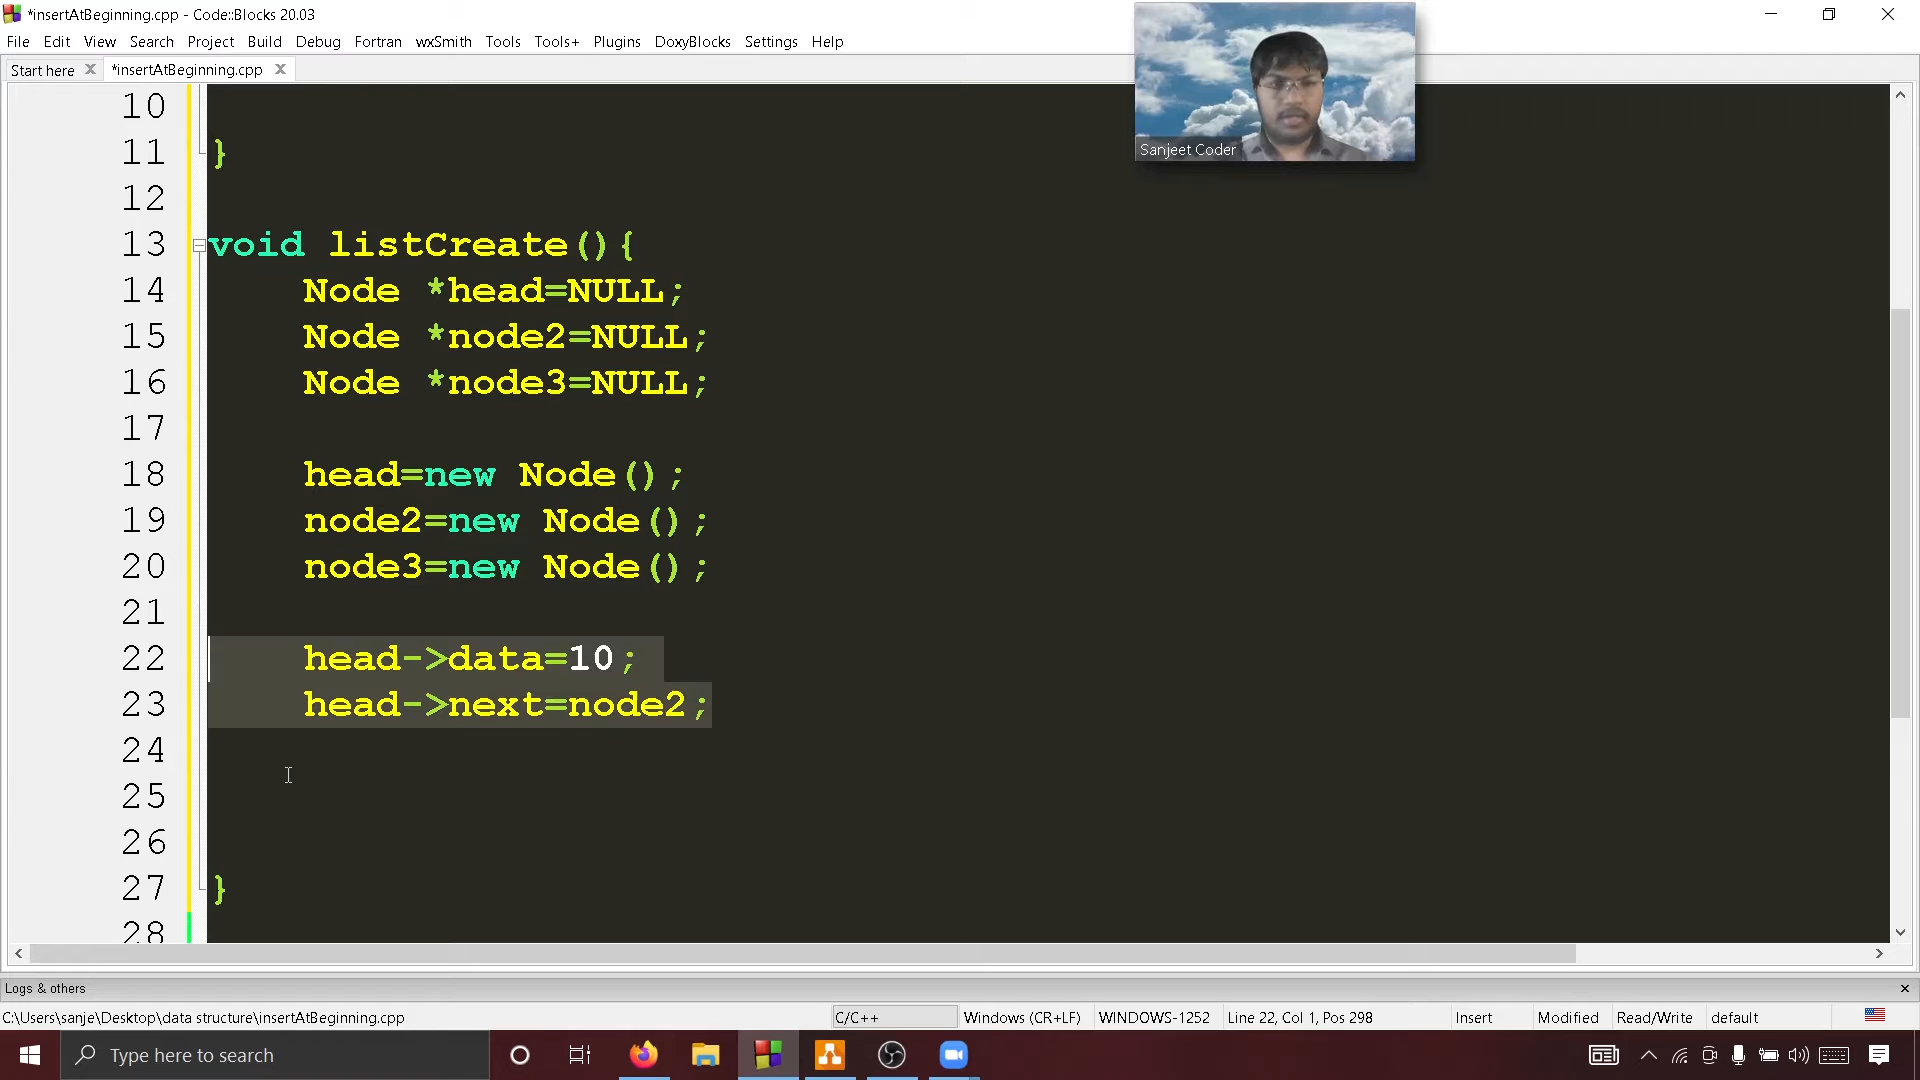 *insertAtBeginning.cpp - Code::Blocks 20.03
File Edit View Search Project Build Debug Fortran wxSmith Tools Tools+ Plugins DoxyBlocks Settings Help
Start here *insertAtBeginning.cpp
Sanjeet Coder
10
11 }
12
13 void listCreate(){
14 Node *head=NULL;
15 Node *node2=NULL;
16 Node *node3=NULL;
17
18 head=new Node();
19 node2=new Node();
20 node3=new Node();
21
22 head->data=10;
23 head->next=node2;
24
25
26
27 }
28
Logs & others
C:\Users\sanje\Desktop\data structure\insertAtBeginning.cpp C/C++ Windows (CR+LF) WINDOWS-1252 Line 22, Col 1, Pos 298 Insert Modified Read/Write default
Type here to search